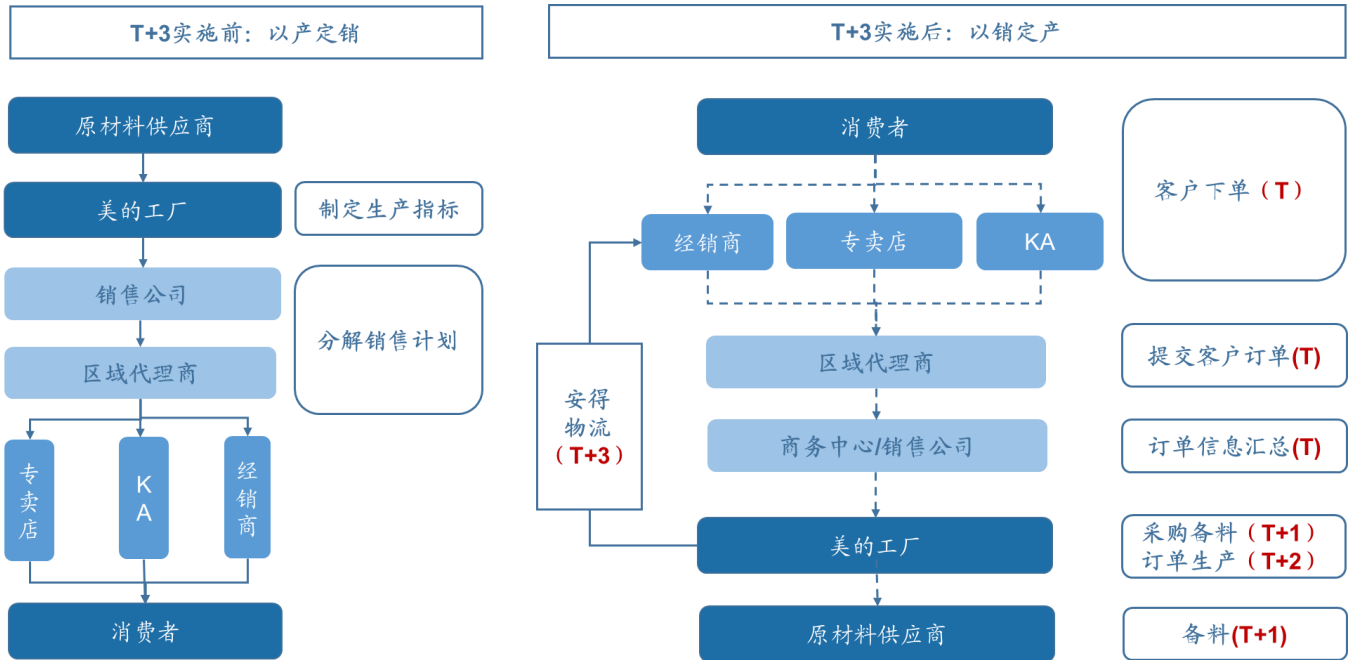 T+3实施前：以产定销
原材料供应商
美的工厂
制定生产指标
销售公司
分解销售计划
区域代理商
专卖店
KA
经销商
消费者
T+3实施后：以销定产
消费者
客户下单（T）
经销商
专卖店
KA
区域代理商
提交客户订单(T)
安得
物流
（T+3）
商务中心/销售公司
订单信息汇总(T)
美的工厂
采购备料（T+1）
订单生产（T+2）
原材料供应商
备料(T+1)